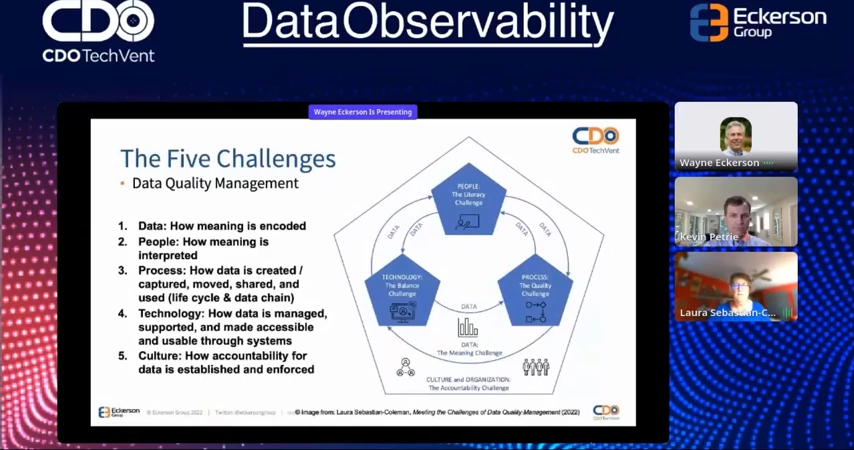 CDO
CDO TechVent
DataObservability
Eckerson
Group
Wayne Eckerson Is Presenting
The Five Challenges
• Data Quality Management
CDO
CDO TechVent
1. Data: How meaning is encoded
2. People: How meaning is
interpreted
3. Process: How data is created /
captured, moved, shared, and
used (life cycle & data chain)
4. Technology: How data is managed,
supported, and made accessible
and usable through systems
5. Culture: How accountability for
data is established and enforced
PEOPLE:
The Literacy
Challenge
DATA
DATA
DATA
DATA
TECHNOLOGY:
The Balance
Challenge
PROCESS:
The Quality
Challenge
DATA
DATA:
The Meaning Challenge
CULTURE and ORGANIZATION:
The Accountability Challenge
Eckerson
Group
© Eckerson Group 2022 | Twitter @eckersongroup |
© Image from: Laura Sebastian-Coleman, Meeting the Challenges of Data Quality Management (2022)
CDO
CDO TechVent
Wayne Eckerson
Kevin Petrie
Laura Sebastian-C...